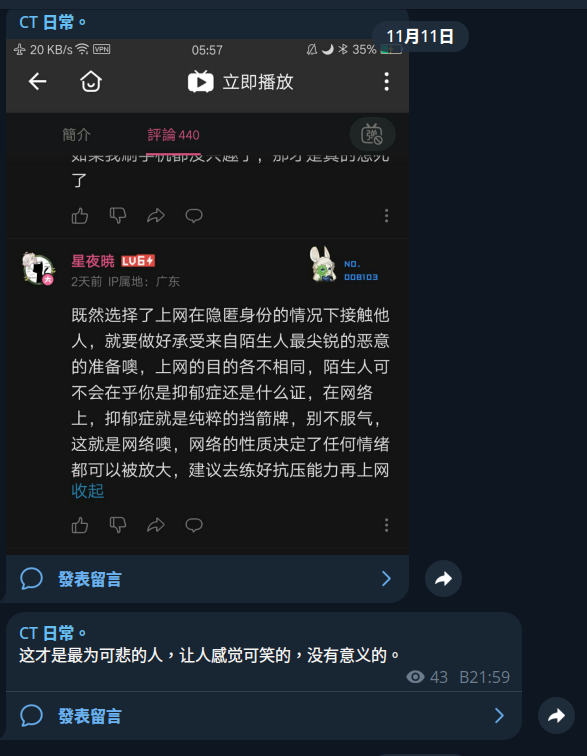 CT 日常。
11月11日
20 KB/s VPN 05:57 35%
立即播放
簡介 評論 440 弹
如果我刷手机都没兴趣了，那才是真的想死
了
星夜曉 LV6
NO.
008103
2天前 IP属地：广东
大
既然选择了上网在隐匿身份的情况下接触他
人，就要做好承受来自陌生人最尖锐的恶意
的准备噢，上网的目的各不相同，陌生人可
不会在乎你是抑郁症还是什么证，在网络
上，抑郁症就是纯粹的挡箭牌，别不服气，
这就是网络噢，网络的性质决定了任何情绪
都可以被放大，建议去练好抗压能力再上网
收起
發表留言
CT 日常。
这才是最为可悲的人，让人感觉可笑的，没有意义的。
43 B21:59
發表留言